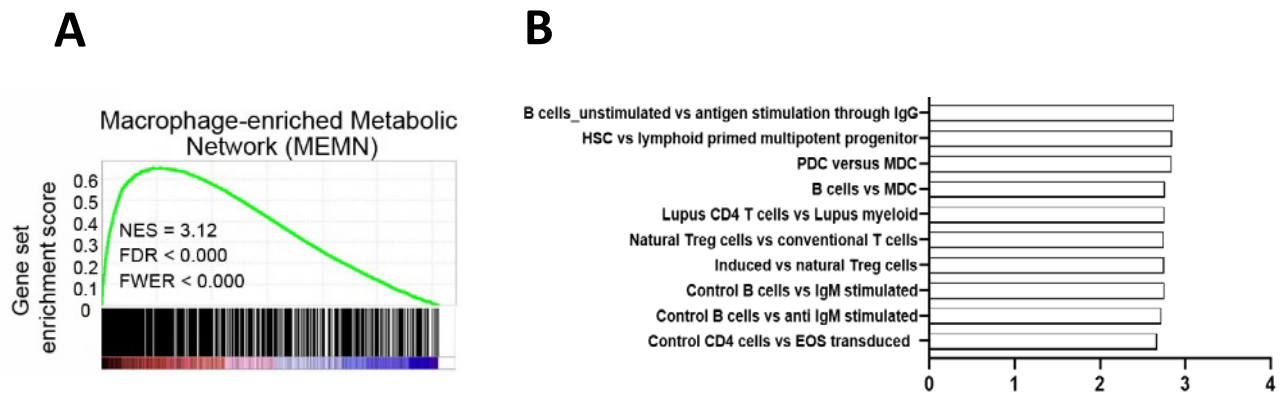 A
B
Macrophage-enriched Metabolic
Network (MEMN)
Gene set
enrichment score
0.6
0.5
0.4
0.3
0.2
0.1
0
NES = 3.12
FDR < 0.000
FWER < 0.000
B cells_unstimulated vs antigen stimulation through IgG
HSC vs lymphoid primed multipotent progenitor
PDC versus MDC
B cells vs MDC
Lupus CD4 T cells vs Lupus myeloid
Natural Treg cells vs conventional T cells
Induced vs natural Treg cells
Control B cells vs IgM stimulated
Control B cells vs anti IgM stimulated
Control CD4 cells vs EOS transduced
0 1 2 3 4